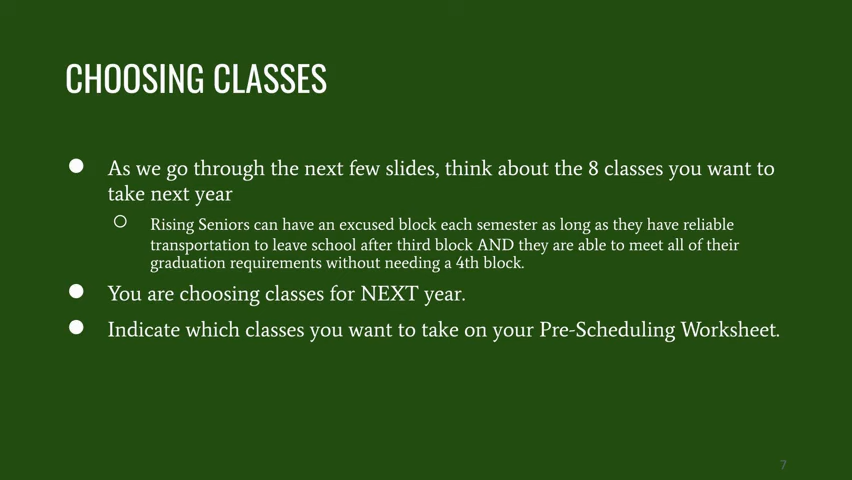 CHOOSING CLASSES
As we go through the next few slides, think about the 8 classes you want to
take next year
Rising Seniors can have an excused block each semester as long as they have reliable
transportation to leave school after third block AND they are able to meet all of their
graduation requirements without needing a 4th block.
You are choosing classes for NEXT year.
Indicate which classes you want to take on your Pre-Scheduling Worksheet.
7